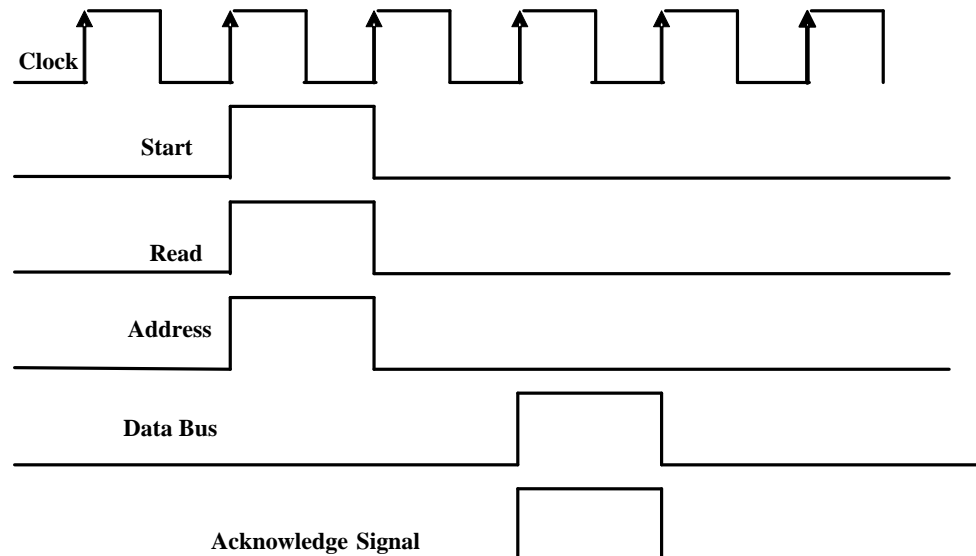 Clock
Start
Read
Address
Data Bus
Acknowledge Signal